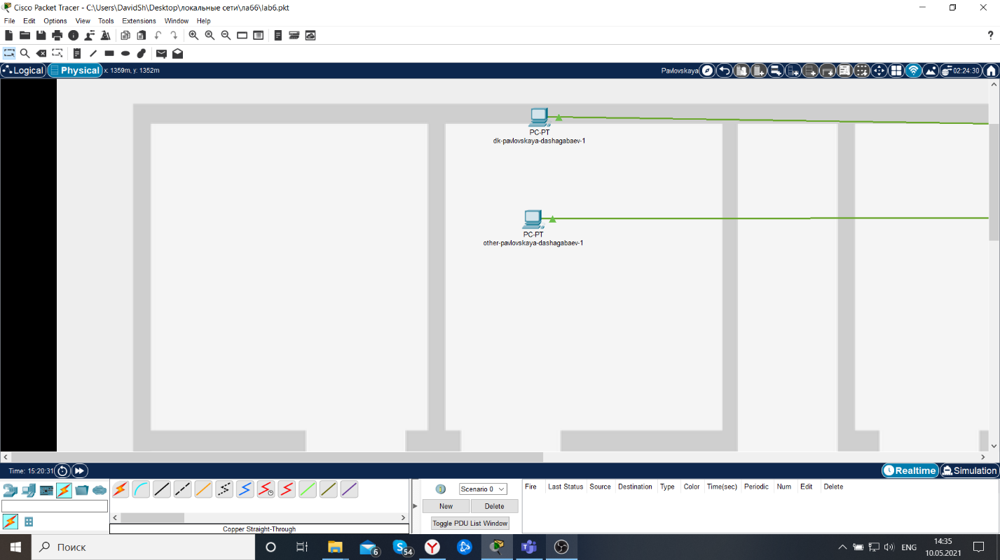 Cisco Packet Tracer - C:\Users\DavidSh\Desktop\локальные сети\лаб6\lab6.pkt
File Edit Options View Tools Extensions Window Help
?
Logical Physical x: 1359m, y: 1352m Pavlovskaya 02:24:30
PC-PT
dk-pavlovskaya-dashagabaev-1
PC-PT
other-pavlovskaya-dashagabaev-1
Time: 15:20:31 Realtime Simulation
Scenario 0
New Delete
Toggle PDU List Window
Fire Last Status Source Destination Type Color Time(sec) Periodic Num Edit Delete
Copper Straight-Through
Поиск 6 54 ENG 14:35
10.05.2021